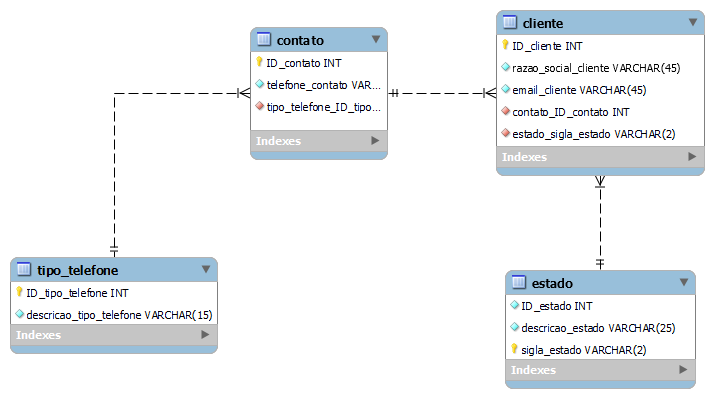 contato
ID_contato INT
telefone_contato VAR...
tipo_telefone_ID_tipo...
Indexes
cliente
ID_cliente INT
razao_social_cliente VARCHAR(45)
email_cliente VARCHAR(45)
contato_ID_contato INT
estado_sigla_estado VARCHAR(2)
Indexes
tipo_telefone
ID_tipo_telefone INT
descricao_tipo_telefone VARCHAR(15)
Indexes
estado
ID_estado INT
descricao_estado VARCHAR(25)
sigla_estado VARCHAR(2)
Indexes